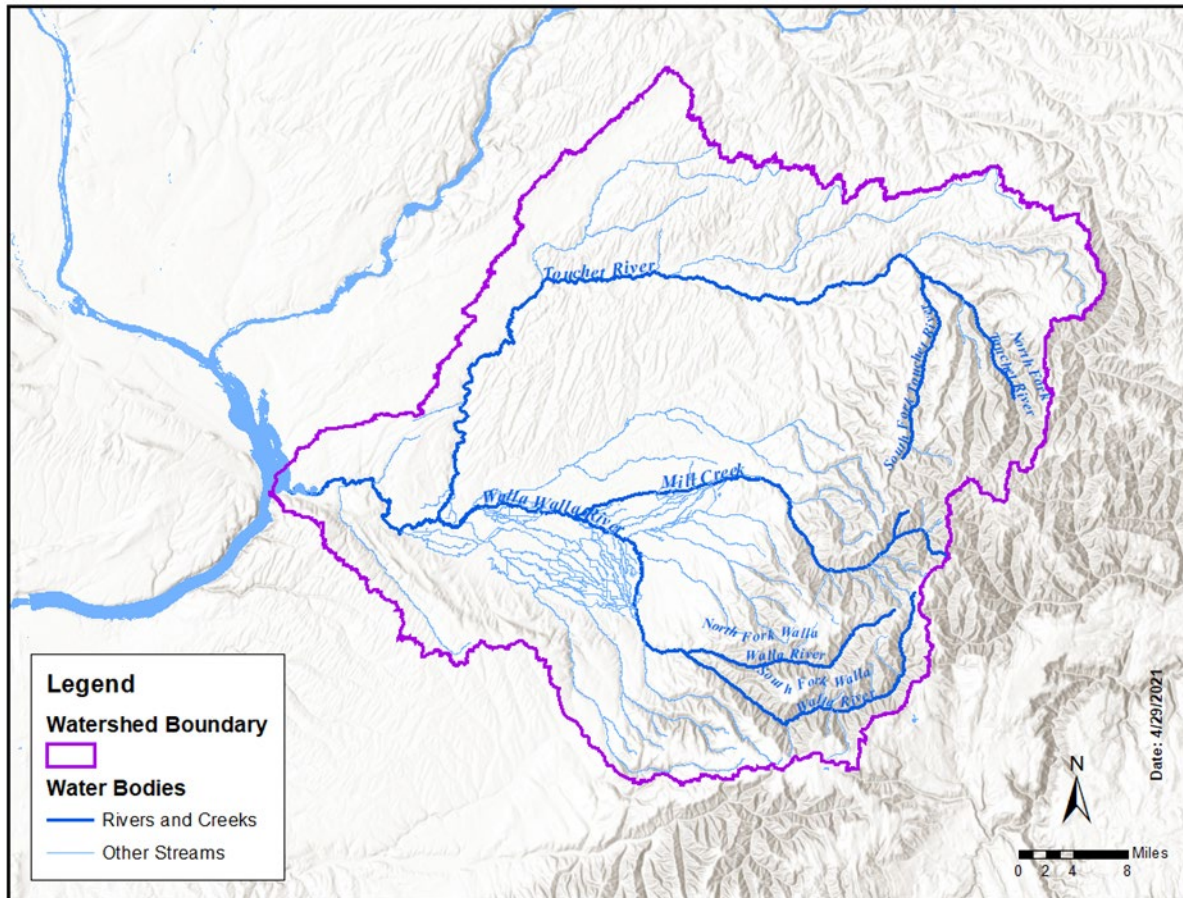 Touchet River
North Fork
Touchet River
South Fort Touchet River
Mill Creek
Walla Walla River
North Fork Walla
Walla River
South Fork Walla
Walla River
Legend
Watershed Boundary
Water Bodies
Rivers and Creeks
Other Streams
Date: 4/29/2021
N
Miles
0 2 4 8